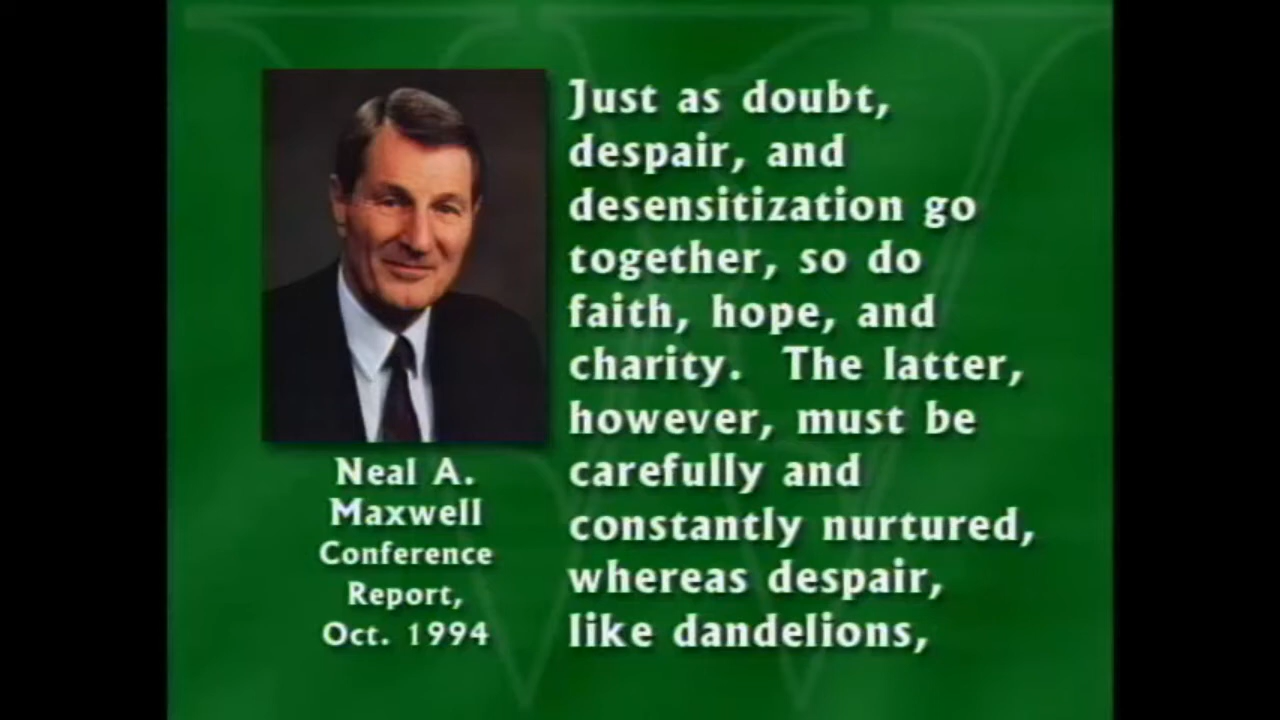 Just as doubt,
despair, and
desensitization go
together, so do
faith, hope, and
charity. The latter,
however, must be
carefully and
constantly nurtured,
whereas despair,
like dandelions,
Neal A.
Maxwell
Conference
Report,
Oct. 1994